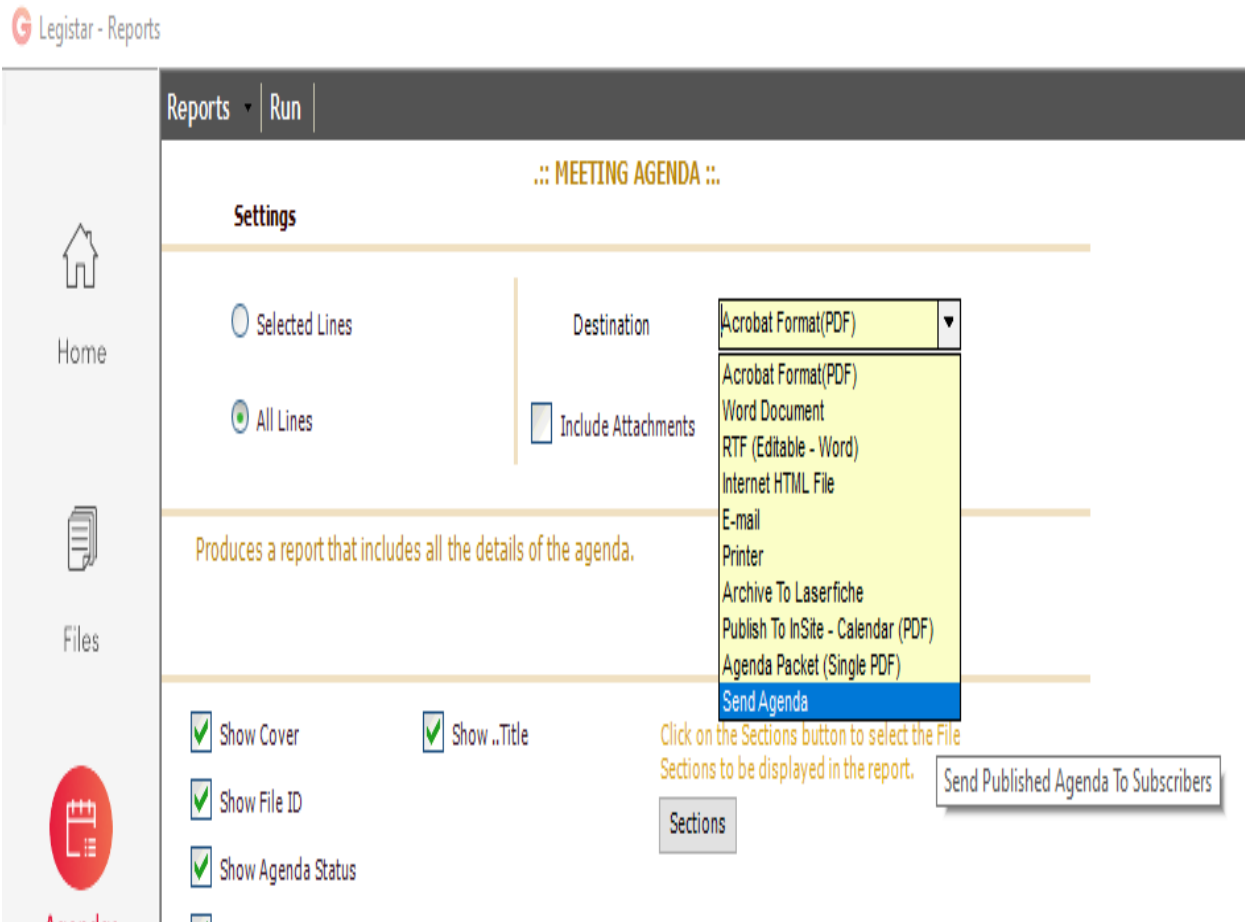 G Legistar - Reports
Reports Run
.:: MEETING AGENDA ::.
Settings
Selected Lines
All Lines
Destination
Acrobat Format(PDF)
Include Attachments
Acrobat Format(PDF)
Word Document
RTF (Editable - Word)
Internet HTML File
E-mail
Printer
Archive To Laserfiche
Publish To InSite - Calendar (PDF)
Agenda Packet (Single PDF)
Send Agenda
Send Published Agenda To Subscribers
Produces a report that includes all the details of the agenda.
Show Cover
Show ..Title
Show File ID
Show Agenda Status
Click on the Sections button to select the File
Sections to be displayed in the report.
Sections
Home
Files
Agendas